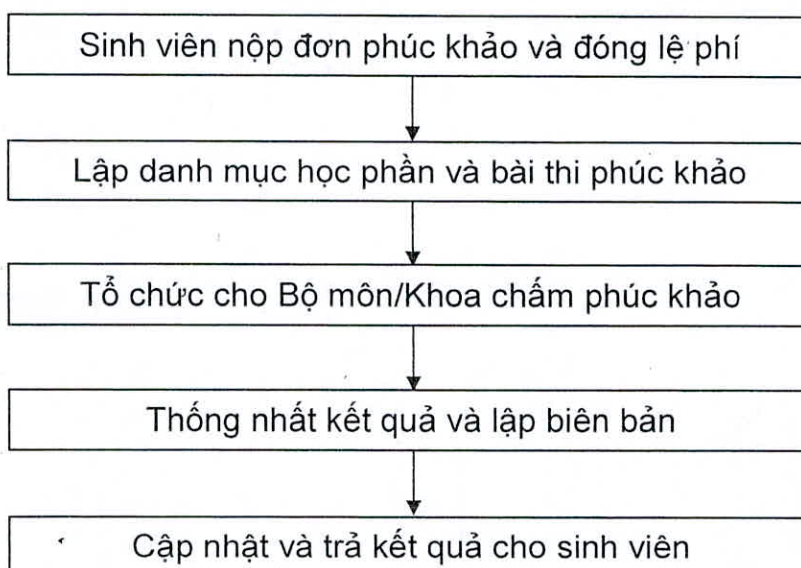 Sinh viên nộp đơn phúc khảo và đóng lệ phí
Lập danh mục học phần và bài thi phúc khảo
Tổ chức cho Bộ môn/Khoa chấm phúc khảo
Thống nhất kết quả và lập biên bản
Cập nhật và trả kết quả cho sinh viên